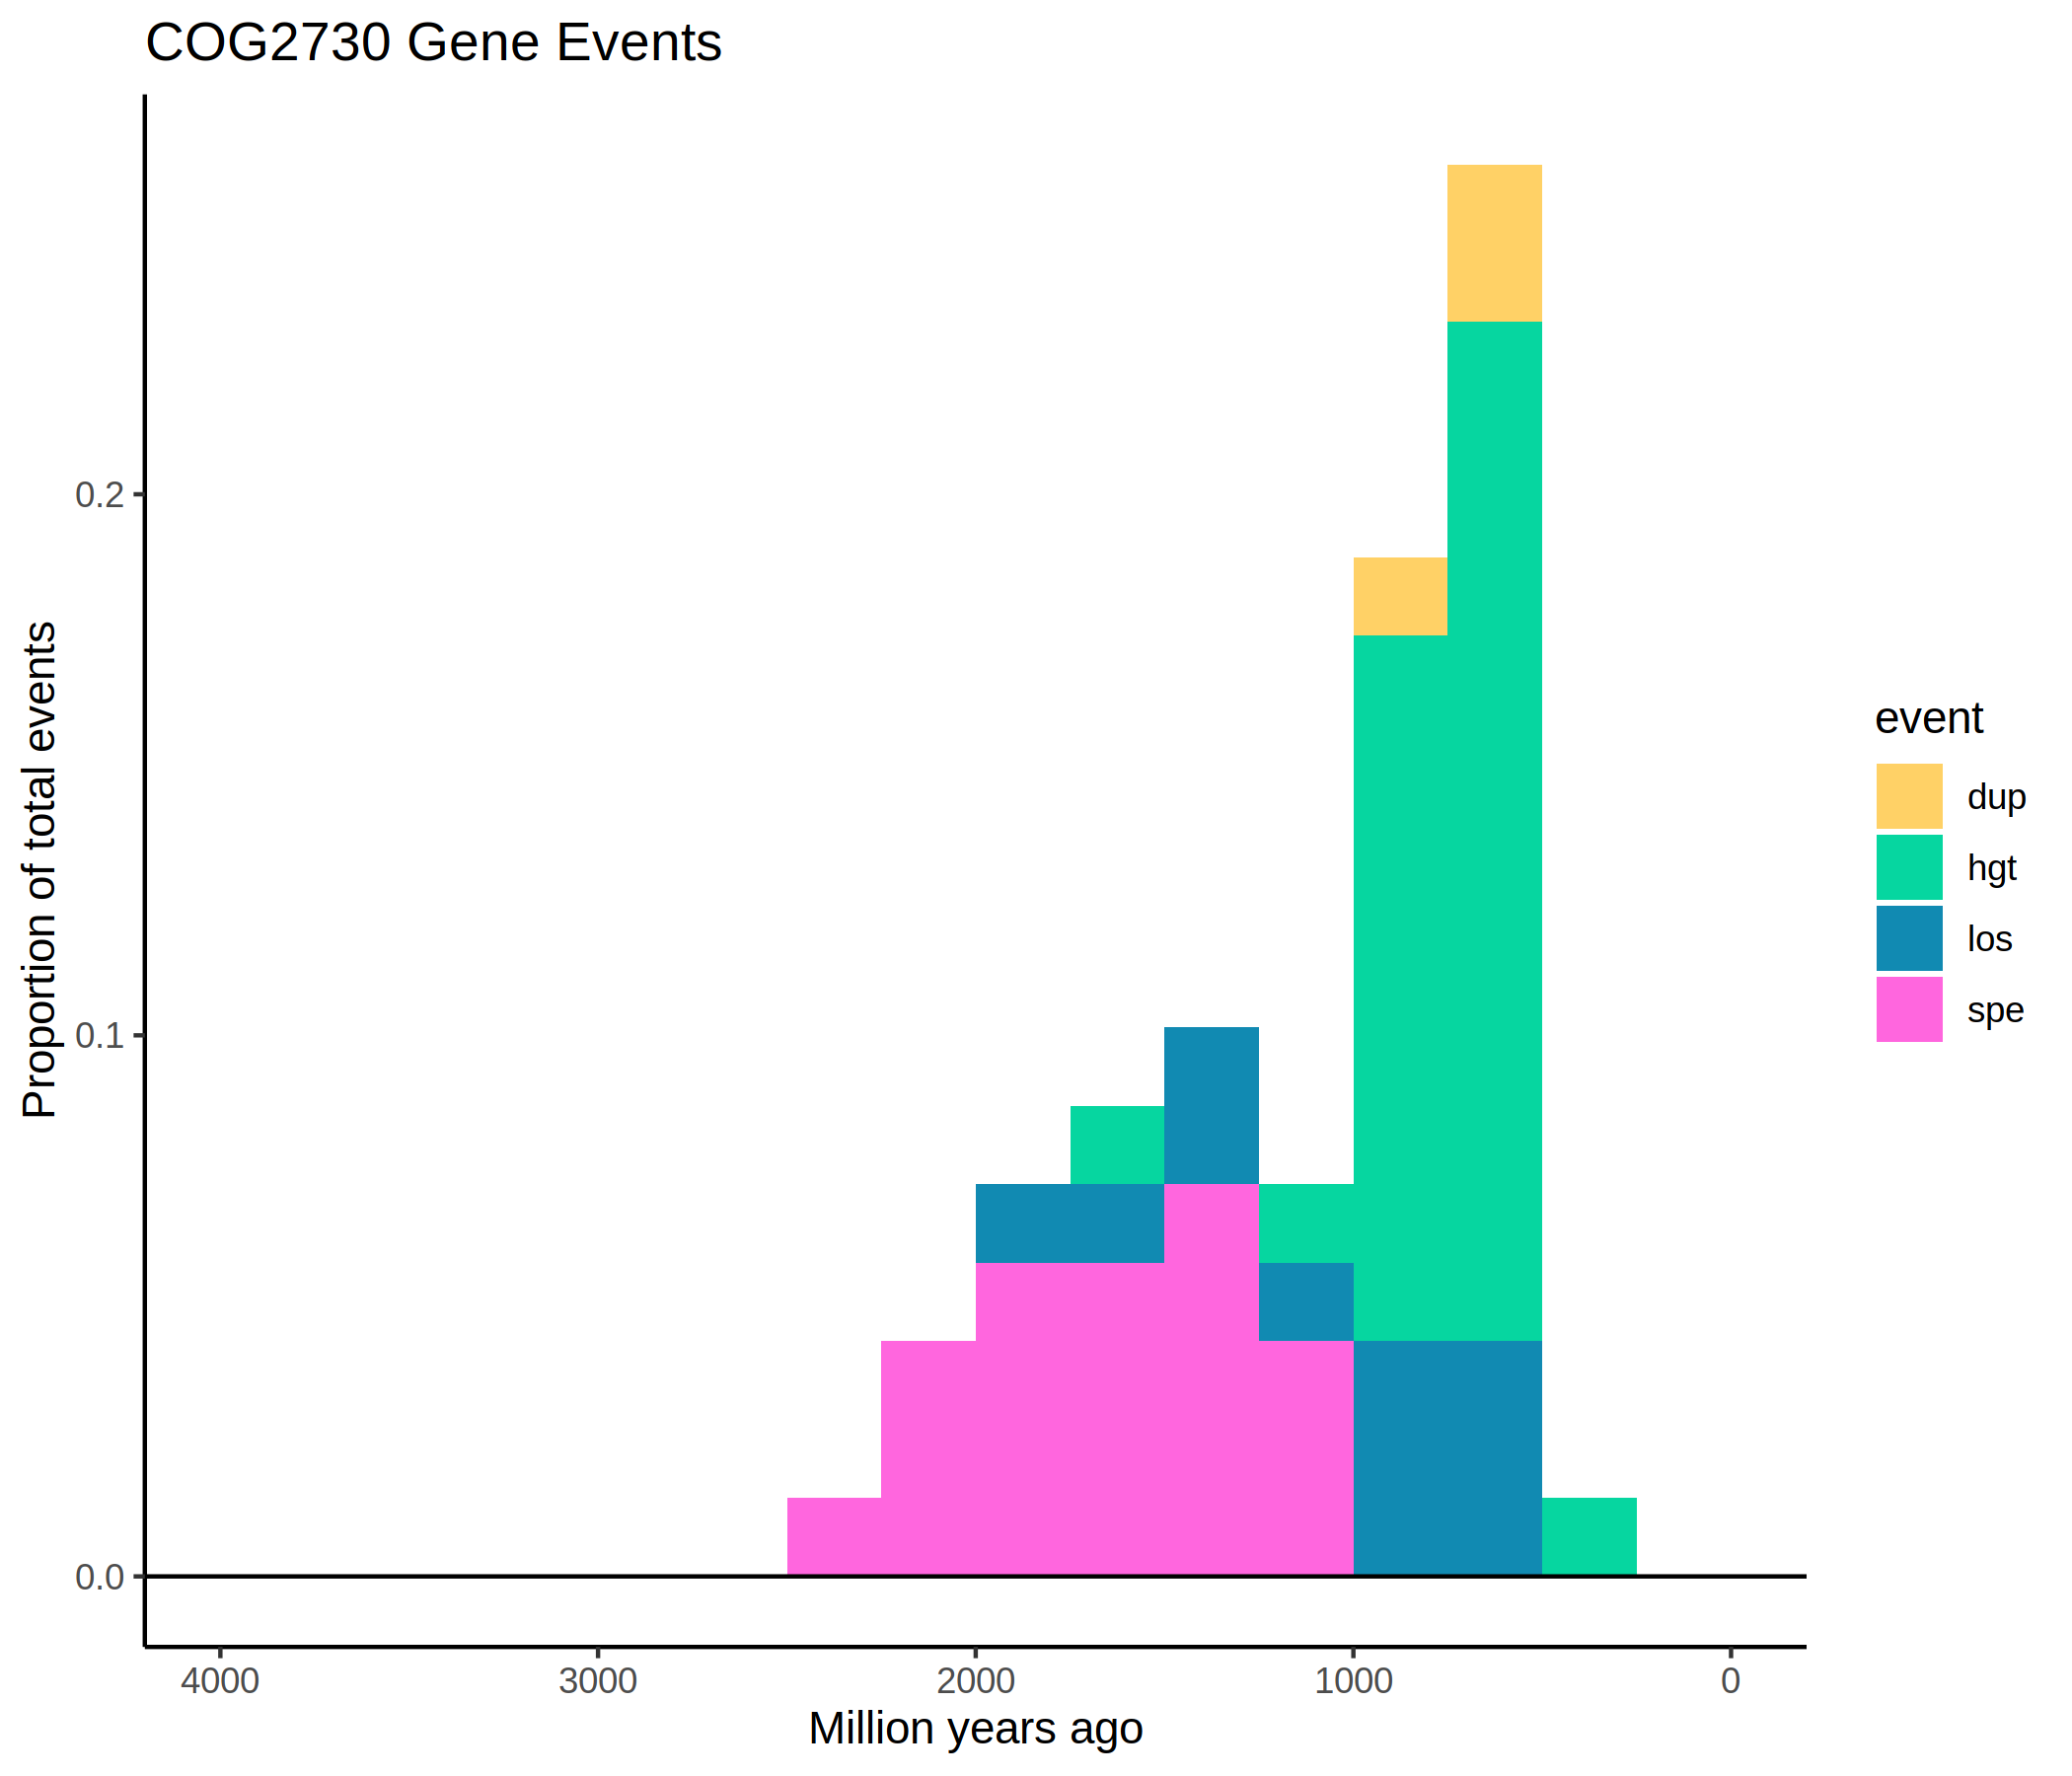 COG2730 Gene Events
Proportion of total events
0.2
0.1
0.0
4000 3000 2000 1000 0
Million years ago
event
dup
hgt
los
spe